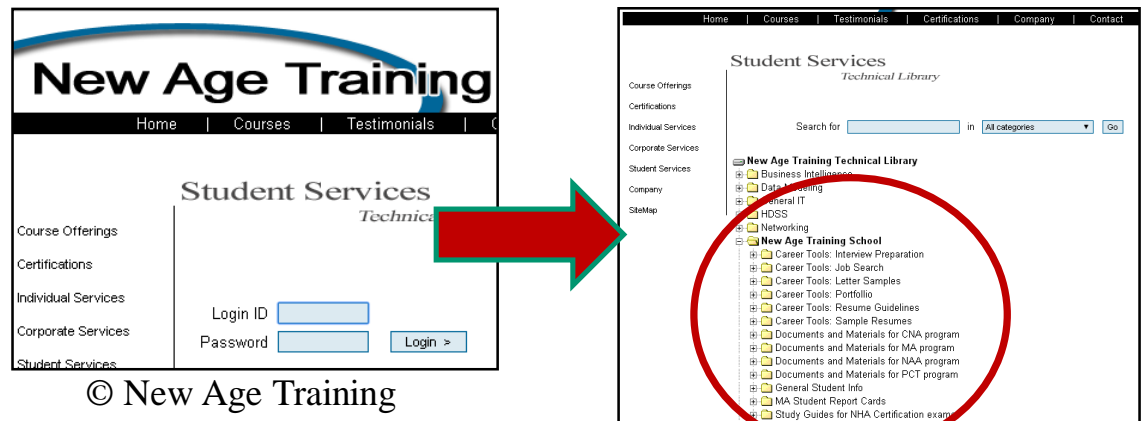 New Age Training
Home | Courses | Testimonials |
Student Services
Course Offerings
Certifications
Individual Services
Corporate Services
Student Services
Login ID
Password
Login >
© New Age Training
Home | Courses | Testimonials | Certifications | Company | Contact
Student Services
Technical Library
Course Offerings
Certifications
Individual Services
Corporate Services
Student Services
Company
SiteMap
Search for in All categories Go
New Age Training Technical Library
Business Intelligence
Data Modeling
General IT
HDSS
Networking
New Age Training School
Career Tools: Interview Preparation
Career Tools: Job Search
Career Tools: Letter Samples
Career Tools: Portfollio
Career Tools: Resume Guidelines
Career Tools: Sample Resumes
Documents and Materials for CNA program
Documents and Materials for MA program
Documents and Materials for NAA program
Documents and Materials for PCT program
General Student Info
MA Student Report Cards
Study Guides for NHA Certification exams